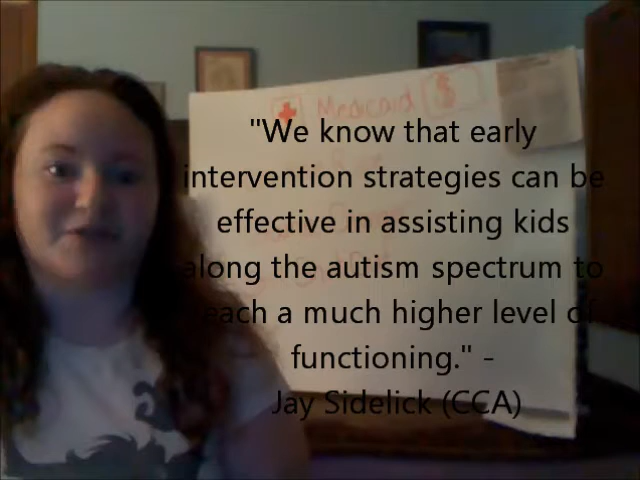 Medicaid $
"We know that early
intervention strategies can be
effective in assisting kids
along the autism spectrum to
reach a much higher level of
functioning." -
Jay Sidelick (CCA)